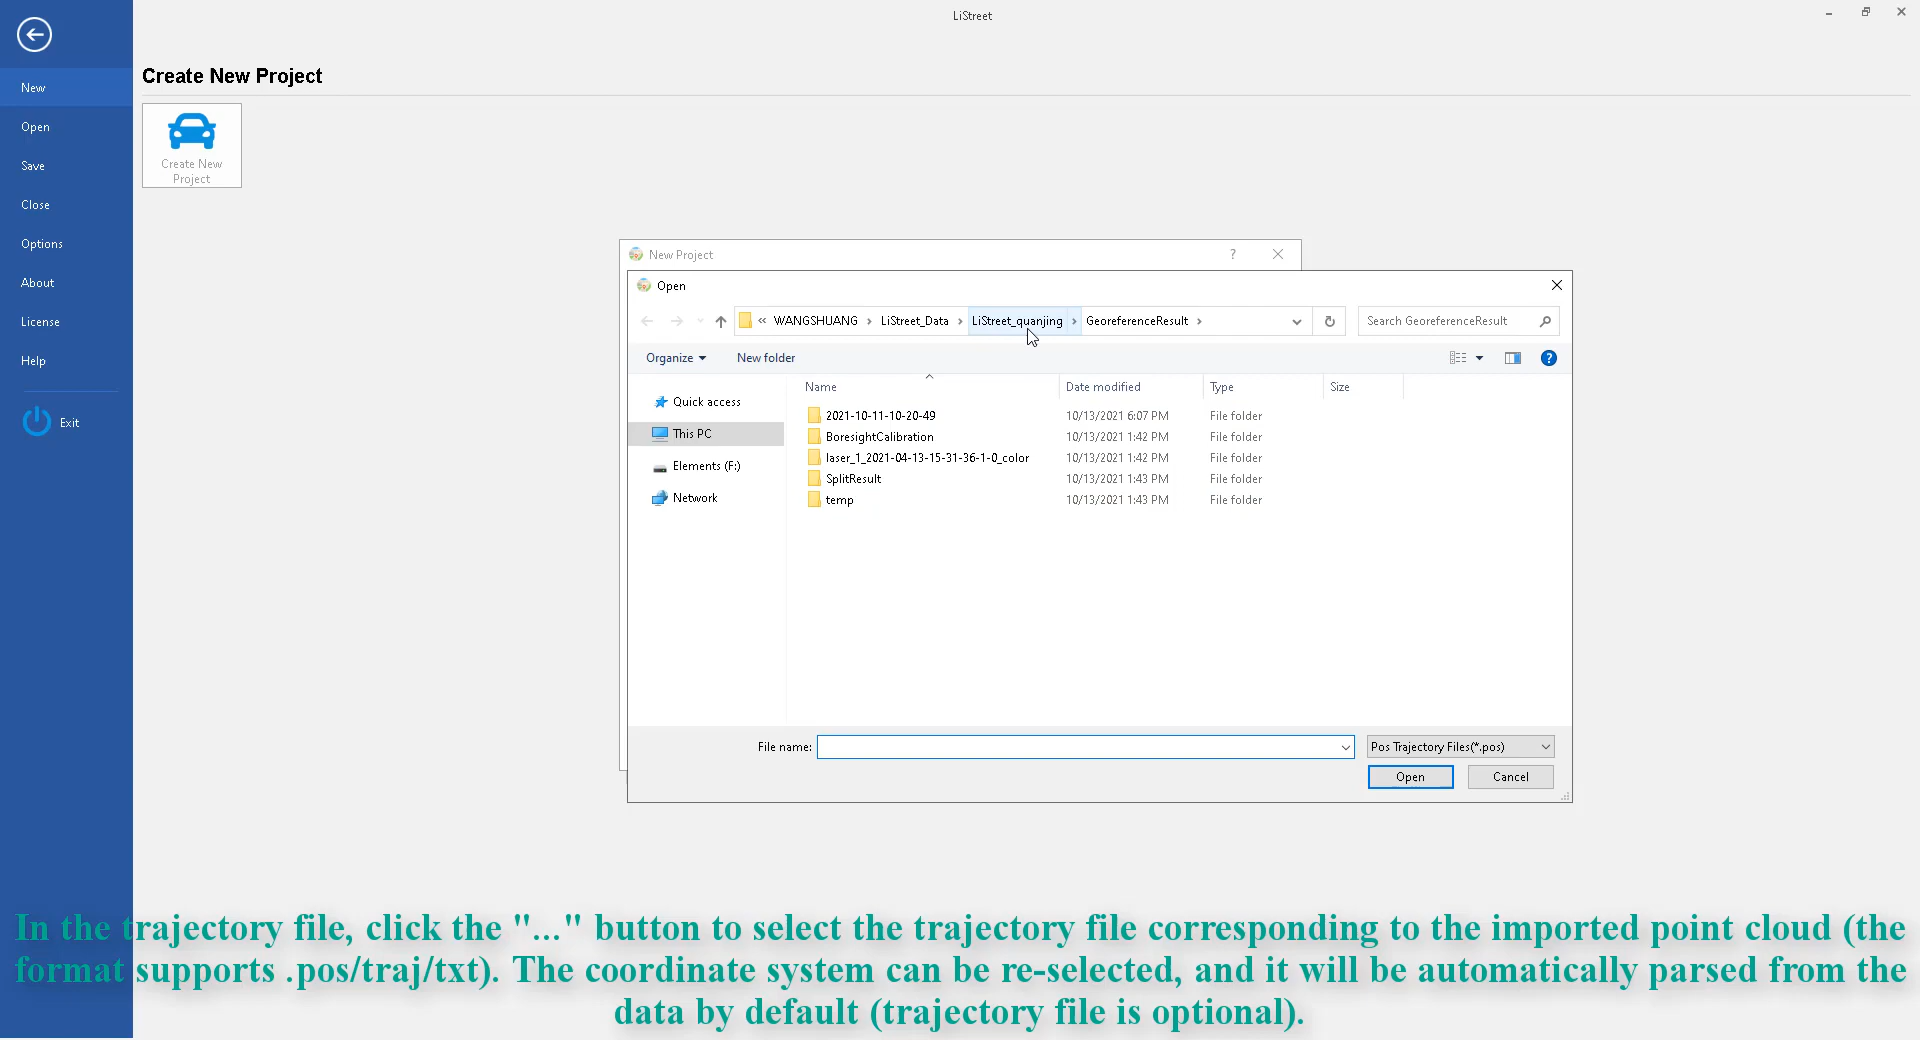 LiStreet
New
Open
Save
Close
Options
About
License
Help
Exit
Create New Project
Create New
Project
New Project
?
Open
« WANGSHUANG › LiStreet_Data › LiStreet_quanjing › GeoreferenceResult ›
Search GeoreferenceResult
Organize
New folder
?
Quick access
This PC
Elements (F:)
Network
Name Date modified Type Size
2021-10-11-10-20-49 10/13/2021 6:07 PM File folder
BoresightCalibration 10/13/2021 1:42 PM File folder
laser_1_2021-04-13-15-31-36-1-0_color 10/13/2021 1:42 PM File folder
SplitResult 10/13/2021 1:43 PM File folder
temp 10/13/2021 1:43 PM File folder
File name:
Pos Trajectory Files(*.pos)
Open
Cancel
In the trajectory file, click the "..." button to select the trajectory file corresponding to the imported point cloud (the
format supports .pos/traj/txt). The coordinate system can be re-selected, and it will be automatically parsed from the
data by default (trajectory file is optional).